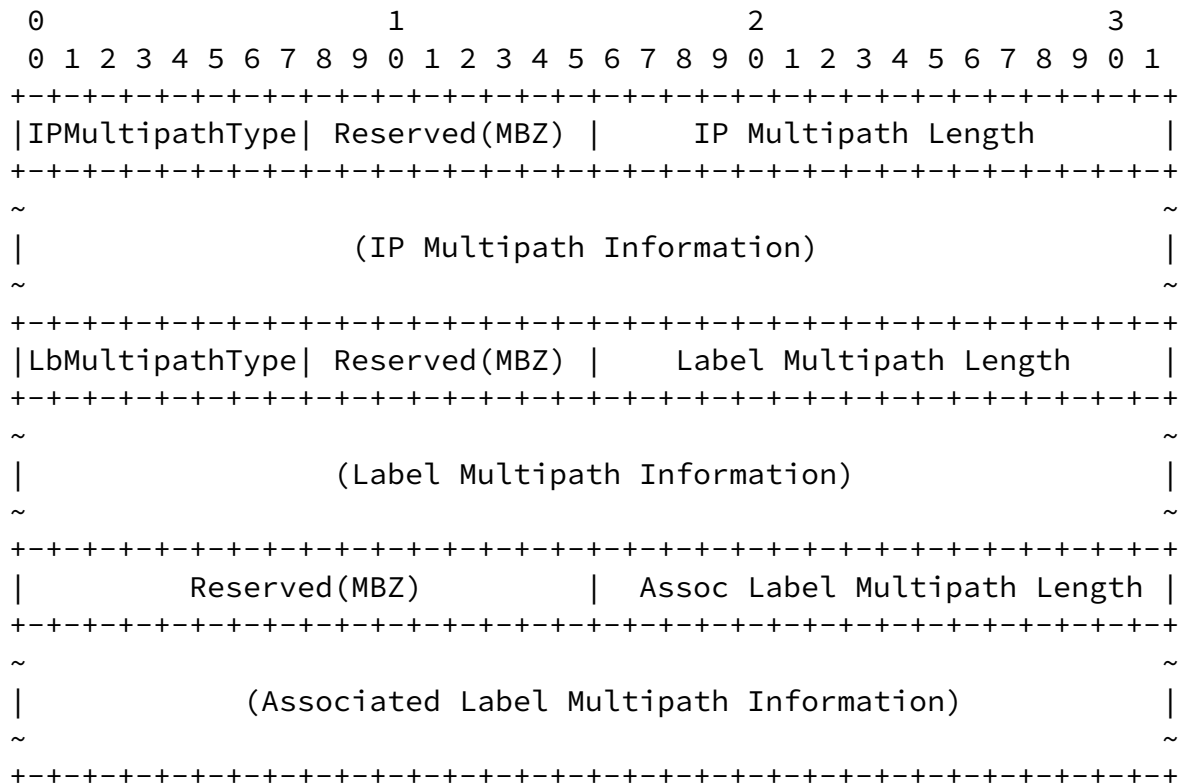 0                   1                   2                   3
 0 1 2 3 4 5 6 7 8 9 0 1 2 3 4 5 6 7 8 9 0 1 2 3 4 5 6 7 8 9 0 1
+-+-+-+-+-+-+-+-+-+-+-+-+-+-+-+-+-+-+-+-+-+-+-+-+-+-+-+-+-+-+-+-+
|IPMultipathType| Reserved(MBZ) |     IP Multipath Length       |
+-+-+-+-+-+-+-+-+-+-+-+-+-+-+-+-+-+-+-+-+-+-+-+-+-+-+-+-+-+-+-+-+
~                                                               ~
|                  (IP Multipath Information)                   |
~                                                               ~
+-+-+-+-+-+-+-+-+-+-+-+-+-+-+-+-+-+-+-+-+-+-+-+-+-+-+-+-+-+-+-+-+
|LbMultipathType| Reserved(MBZ) |    Label Multipath Length     |
+-+-+-+-+-+-+-+-+-+-+-+-+-+-+-+-+-+-+-+-+-+-+-+-+-+-+-+-+-+-+-+-+
~                                                               ~
|                 (Label Multipath Information)                 |
~                                                               ~
+-+-+-+-+-+-+-+-+-+-+-+-+-+-+-+-+-+-+-+-+-+-+-+-+-+-+-+-+-+-+-+-+
|         Reserved(MBZ)         |  Assoc Label Multipath Length |
+-+-+-+-+-+-+-+-+-+-+-+-+-+-+-+-+-+-+-+-+-+-+-+-+-+-+-+-+-+-+-+-+
~                                                               ~
|            (Associated Label Multipath Information)           |
~                                                               ~
+-+-+-+-+-+-+-+-+-+-+-+-+-+-+-+-+-+-+-+-+-+-+-+-+-+-+-+-+-+-+-+-+